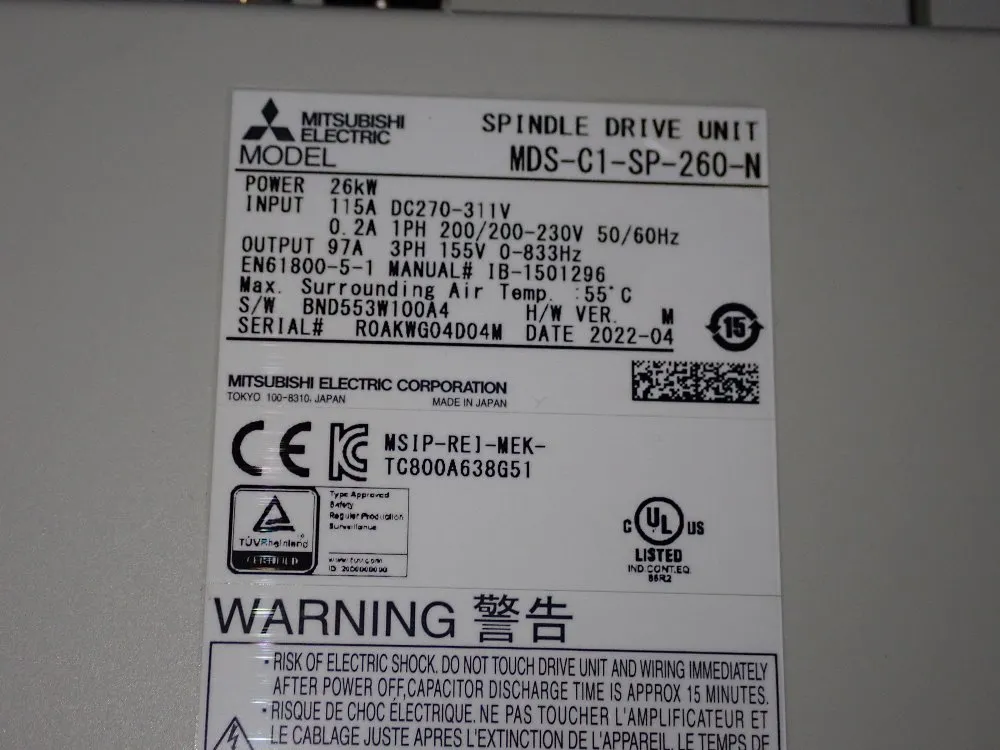 MITSUBISHI ELECTRIC
SPINDLE DRIVE UNIT
MODEL MDS-C1-SP-260-N
POWER 26kW
INPUT 115A DC270-311V
0.2A 1PH 200/200-230V 50/60Hz
OUTPUT 97A 3PH 155V 0-833Hz
EN61800-5-1 MANUAL# IB-1501296
Max. Surrounding Air Temp. :55°C
S/W BND553W100A4 H/W VER. M
SERIAL# ROAKWG04D04M DATE 2022-04
15
MITSUBISHI ELECTRIC CORPORATION
TOKYO 100-8310, JAPAN MADE IN JAPAN
CE
MSIP-REI-MEK-
TC800A638G51
TÜVRheinland
CERTIFIED
Type Approved
Safety
Regular Production
Surveillance
www.tuv.com
C UL US
LISTED
IND.CONT.EQ.
86R2
WARNING 警告
•RISK OF ELECTRIC SHOCK. DO NOT TOUCH DRIVE UNIT AND WIRING IMMEDIATELY
AFTER POWER OFF,CAPACITOR DISCHARGE TIME IS APPROX 15 MINUTES.
•RISQUE DE CHOC ÉLECTRIQUE. NE PAS TOUCHER L'AMPLIFICATEUR ET
LE CABLAGE JUSTE APRÈS L'EXTINCTION DE L'APPAREIL. LE TEMPS DE